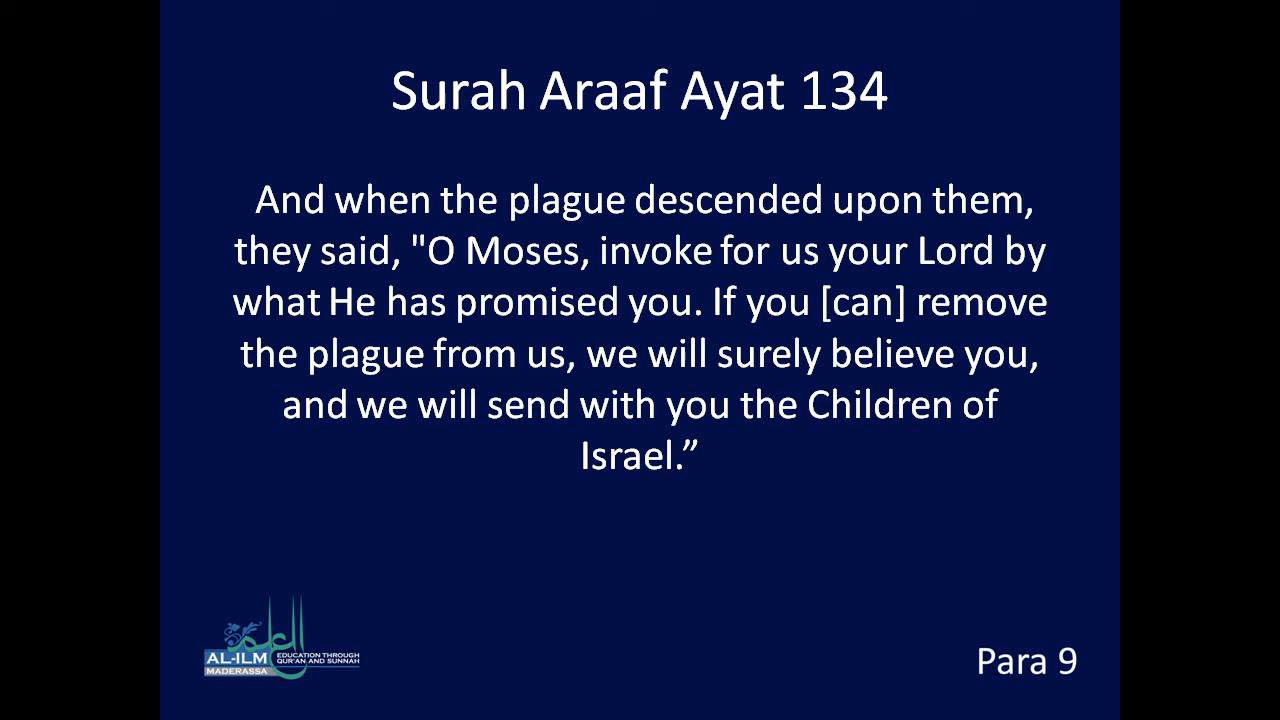 Surah Araaf Ayat 134
And when the plague descended upon them,
they said, "O Moses, invoke for us your Lord by
what He has promised you. If you [can] remove
the plague from us, we will surely believe you,
and we will send with you the Children of
Israel.”
العلم
AL-ILM
MADERASSA
EDUCATION THROUGH
QUR'AN AND SUNNAH
Para 9